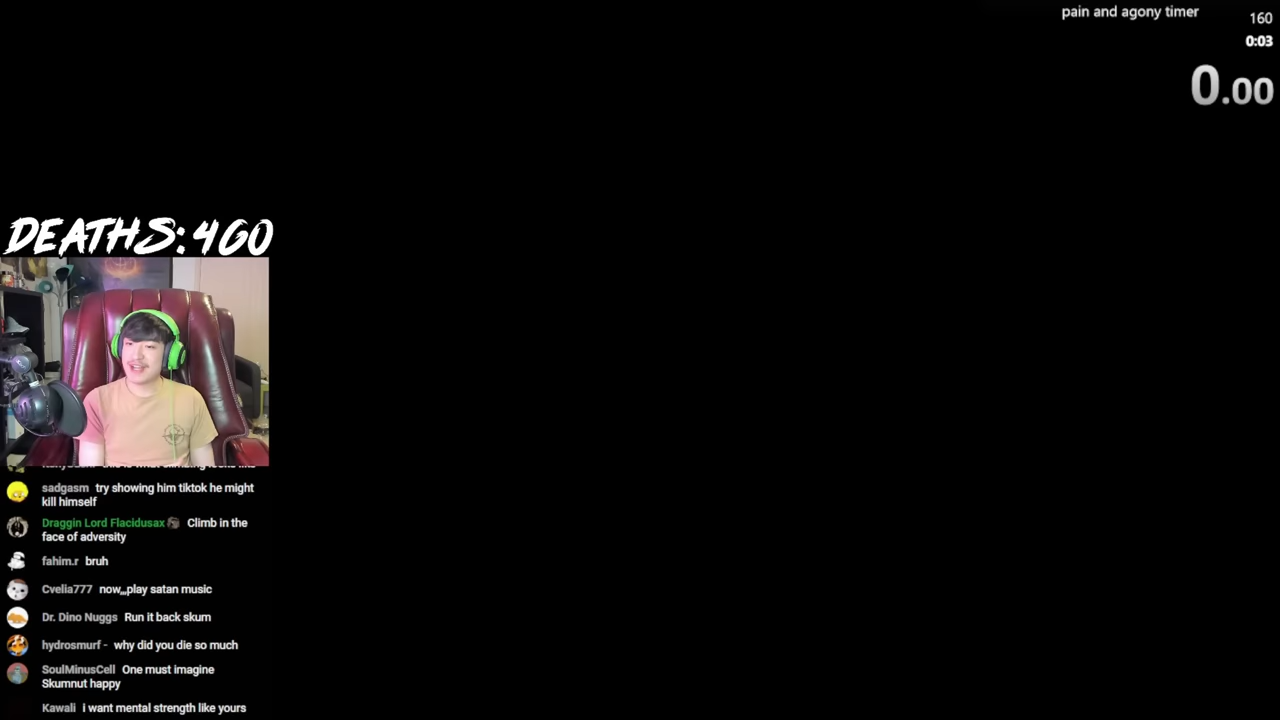 pain and agony timer
160
0:03
0.00
DEATHS: 460
sadgasm try showing him tiktok he might
kill himself
Draggin Lord Flacidusax Climb in the
face of adversity
fahim.r bruh
Cvelia777 now,,,play satan music
Dr. Dino Nuggs Run it back skum
hydrosmurf - why did you die so much
SoulMinusCell One must imagine
Skumnut happy
Kawali i want mental strength like yours